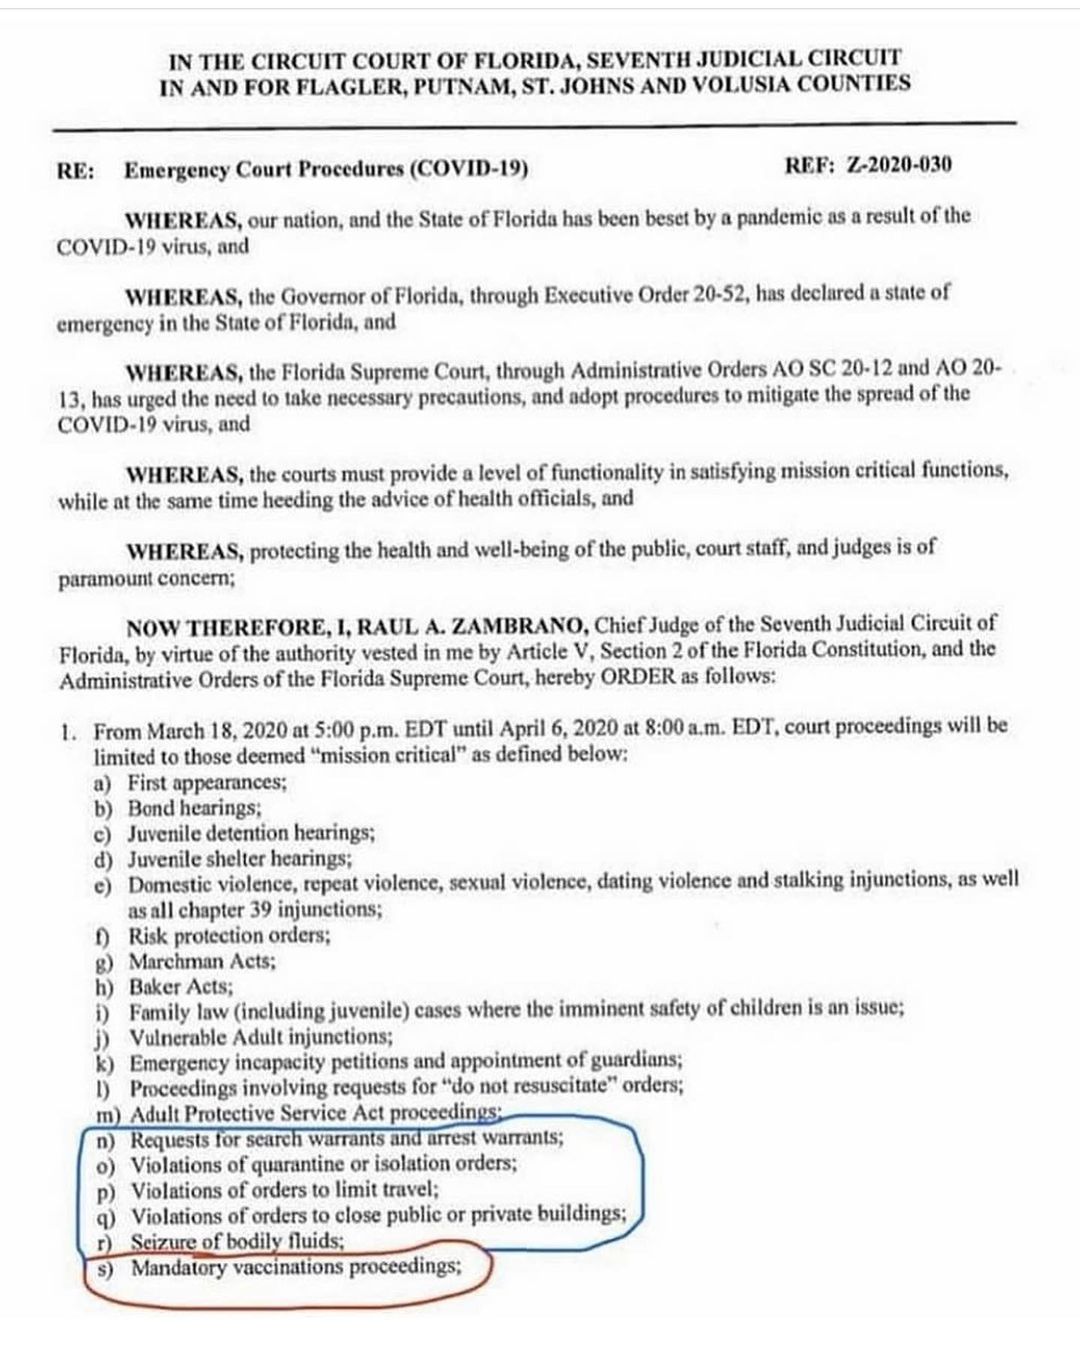 IN THE CIRCUIT COURT OF FLORIDA, SEVENTH JUDICIAL CIRCUIT
IN AND FOR FLAGLER, PUTNAM, ST. JOHNS AND VOLUSIA COUNTIES
RE: Emergency Court Procedures (COVID-19) REF: Z-2020-030
WHEREAS, our nation, and the State of Florida has been beset by a pandemic as a result of the
COVID-19 virus, and
WHEREAS, the Governor of Florida, through Executive Order 20-52, has declared a state of
emergency in the State of Florida, and
WHEREAS, the Florida Supreme Court, through Administrative Orders AO SC 20-12 and AO 20-
13, has urged the need to take necessary precautions, and adopt procedures to mitigate the spread of the
COVID-19 virus, and
WHEREAS, the courts must provide a level of functionality in satisfying mission critical functions,
while at the same time heeding the advice of health officials, and
WHEREAS, protecting the health and well-being of the public, court staff, and judges is of
paramount concern;
NOW THEREFORE, I, RAUL A. ZAMBRANO, Chief Judge of the Seventh Judicial Circuit of
Florida, by virtue of the authority vested in me by Article V, Section 2 of the Florida Constitution, and the
Administrative Orders of the Florida Supreme Court, hereby ORDER as follows:
1. From March 18, 2020 at 5:00 p.m. EDT until April 6, 2020 at 8:00 a.m. EDT, court proceedings will be
limited to those deemed "mission critical" as defined below:
a) First appearances;
b) Bond hearings;
c) Juvenile detention hearings;
d) Juvenile shelter hearings;
e) Domestic violence, repeat violence, sexual violence, dating violence and stalking injunctions, as well
as all chapter 39 injunctions;
f) Risk protection orders;
g) Marchman Acts;
h) Baker Acts;
i) Family law (including juvenile) cases where the imminent safety of children is an issue;
j) Vulnerable Adult injunctions;
k) Emergency incapacity petitions and appointment of guardians;
l) Proceedings involving requests for "do not resuscitate" orders;
m) Adult Protective Service Act proceedings;
n) Requests for search warrants and arrest warrants;
o) Violations of quarantine or isolation orders;
p) Violations of orders to limit travel;
q) Violations of orders to close public or private buildings;
r) Seizure of bodily fluids;
s) Mandatory vaccinations proceedings;